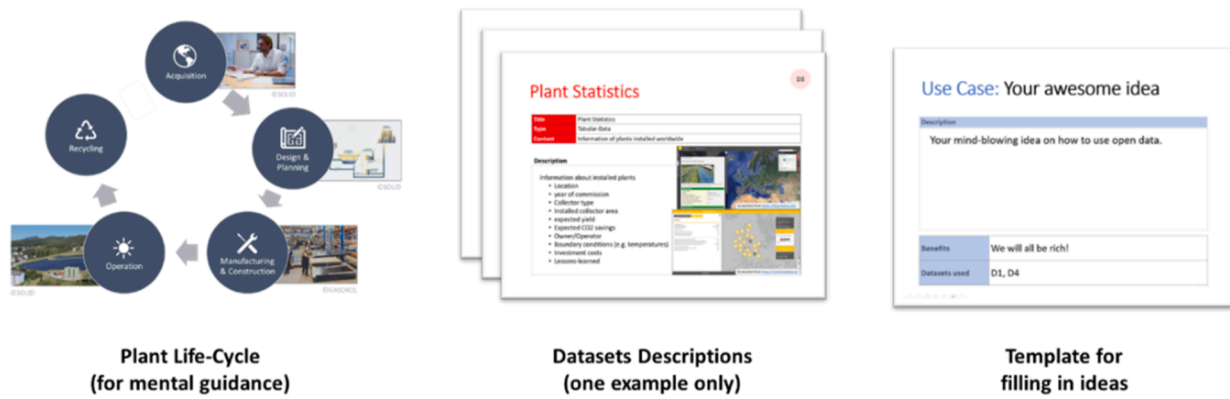 Acquisition
©SOLID
Design &
Planning
©SOLID
Manufacturing
& Construction
©GASOKOL
Operation
©SOLID
Recycling
Plant Life-Cycle
(for mental guidance)
D3
Plant Statistics
Title Plant Statistics
Type Tabular-Data
Content Information of plants installed worldwide
Description
Information about installed plants
• Location
• year of commission
• Collector type
• Installed collector area
• expected yield
• Expected CO2 savings
• Owner/Operator
• Boundary conditions (e.g. temperatures)
• Investment costs
• Lessons-learned
Datasets Descriptions
(one example only)
Use Case: Your awesome idea
Description
Your mind-blowing idea on how to use open data.
Benefits We will all be rich!
Datasets used D1, D4
Template for
filling in ideas